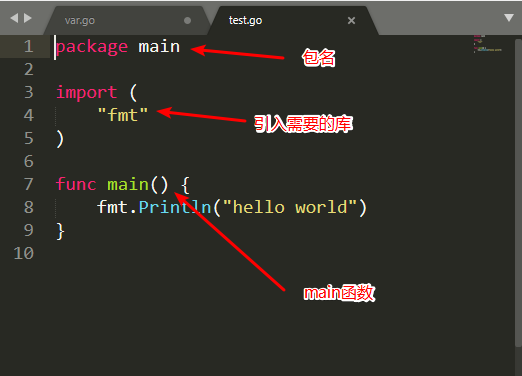 var.go
test.go
1 package main
2
3 import (
4     "fmt"
5 )
6
7 func main() {
8     fmt.Println("hello world")
9 }
10
包名
引入需要的库
main函数